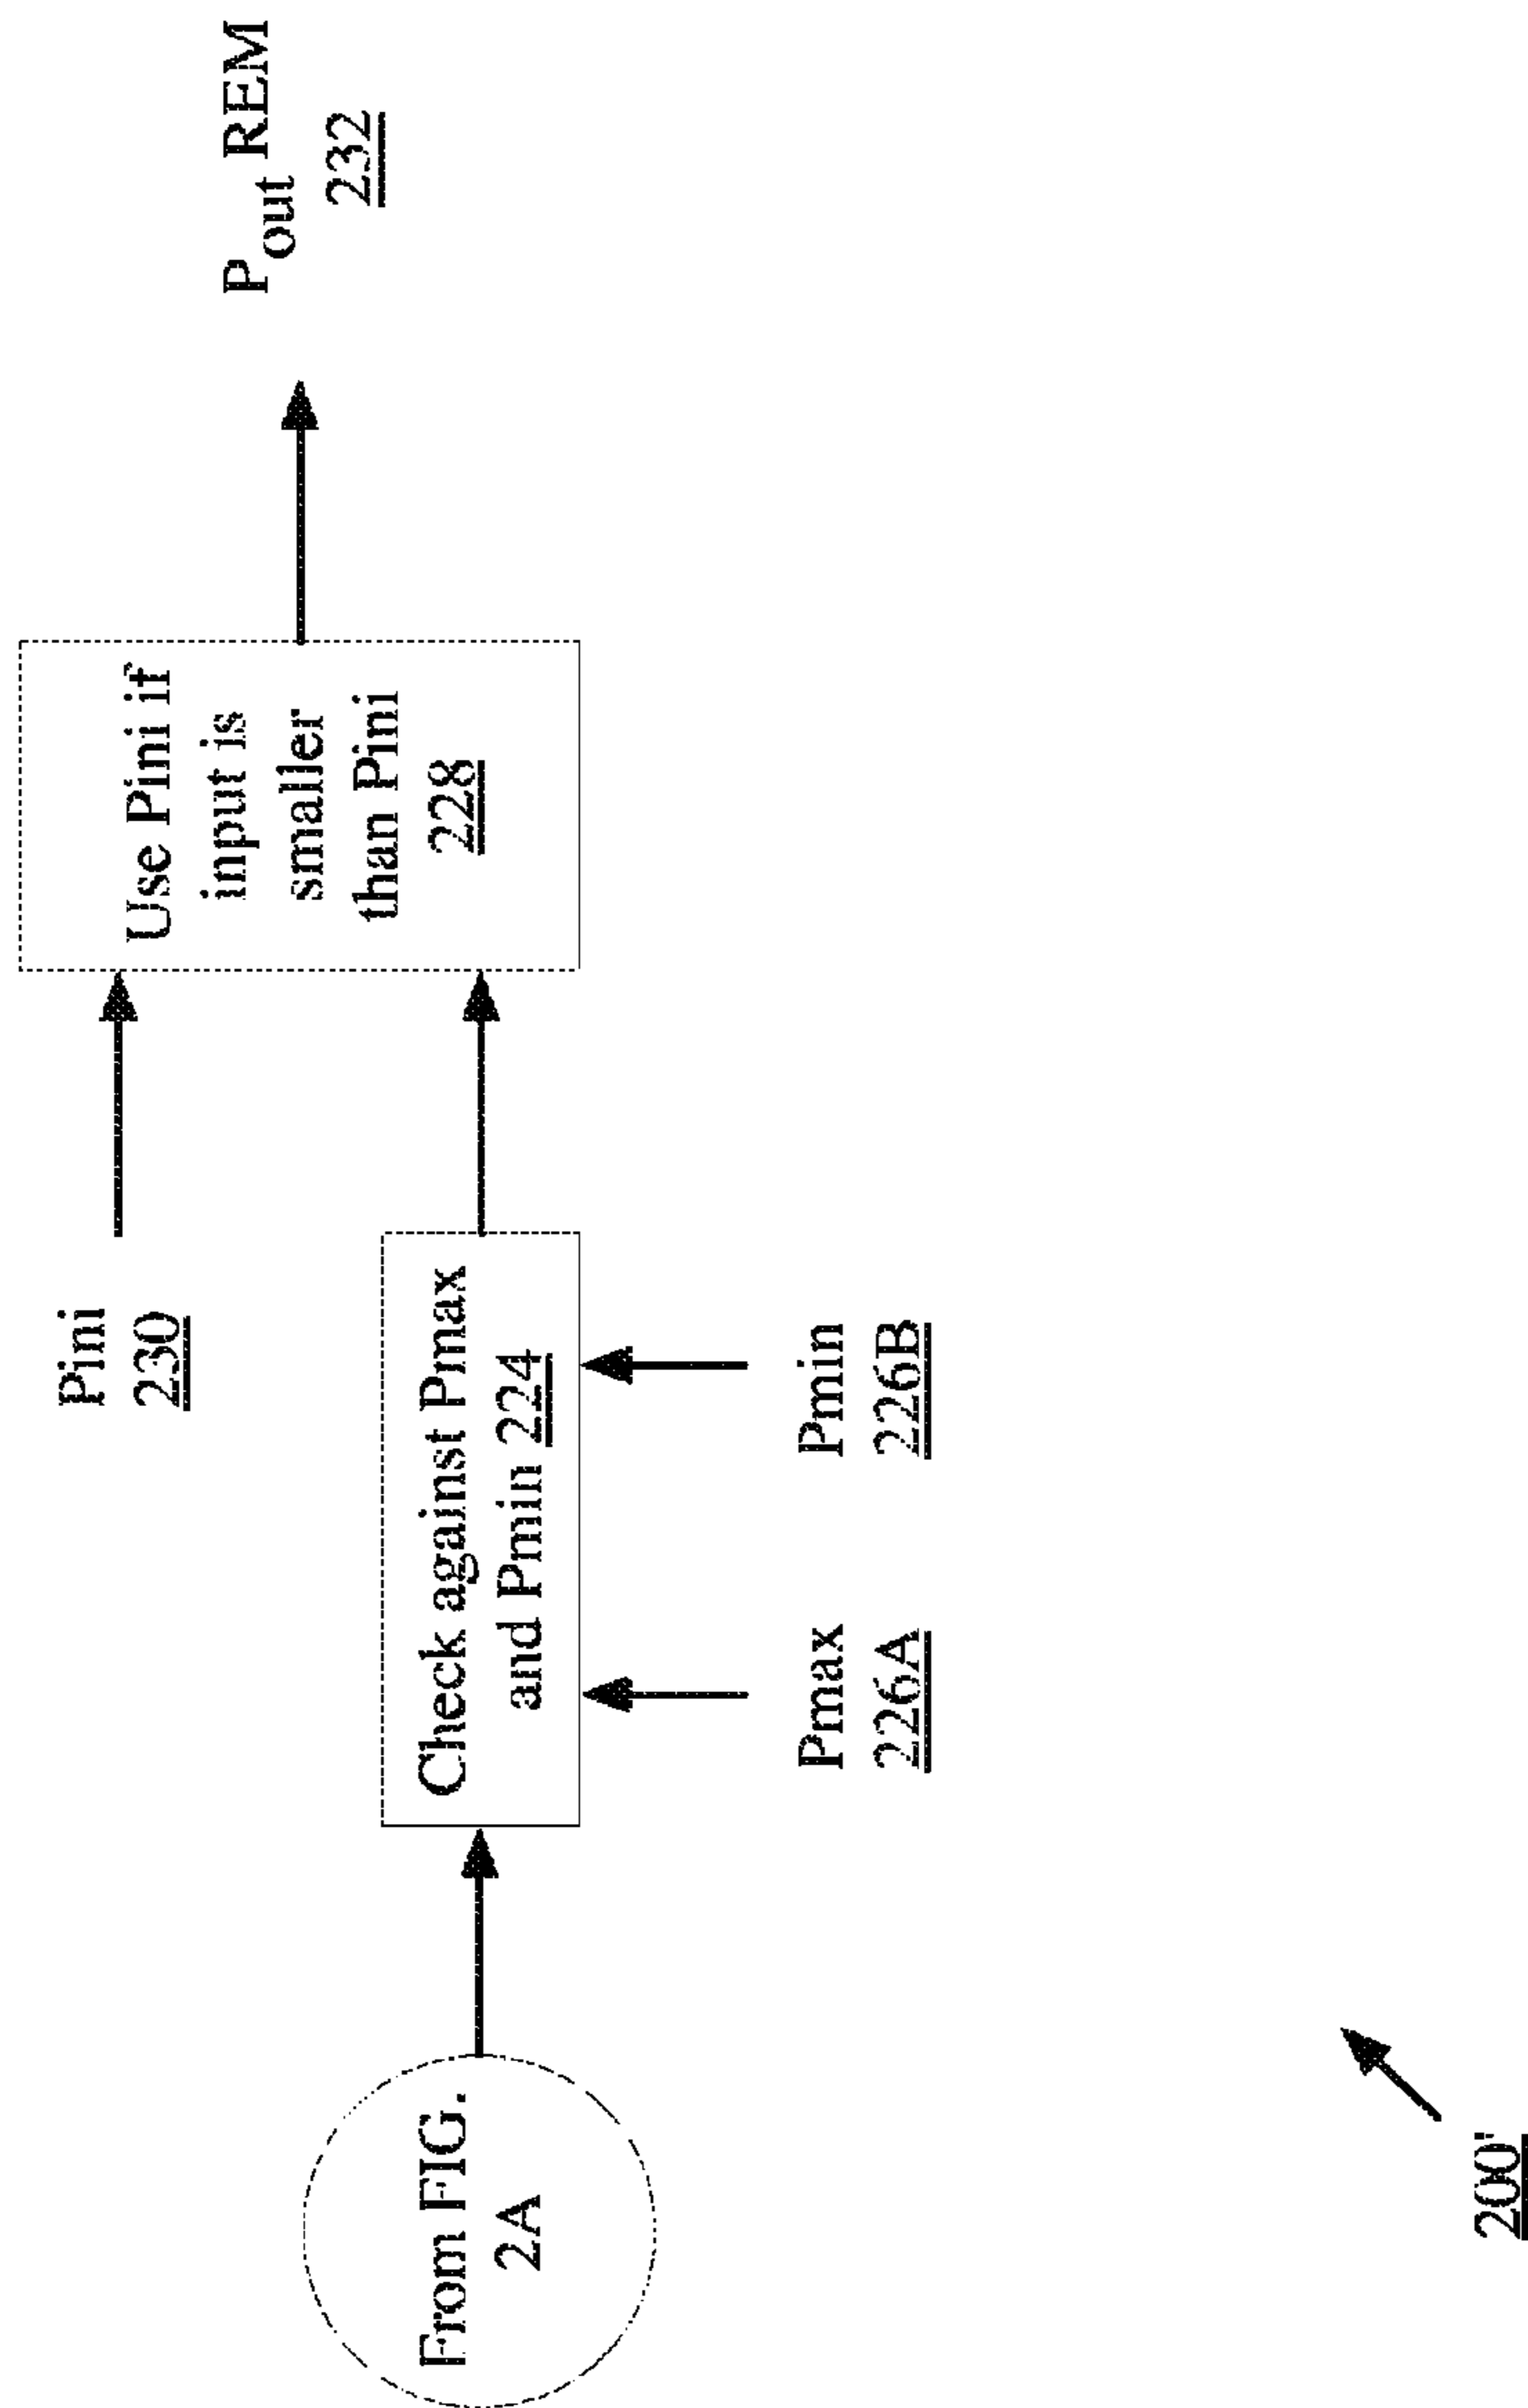 Pini
230
Use Pini if
input is
smaller
than Pini
228
Pout REM
232
From FIG.
2A
Check against Pmax
and Pmin 224
Pmax
226A
Pmin
226B
200'